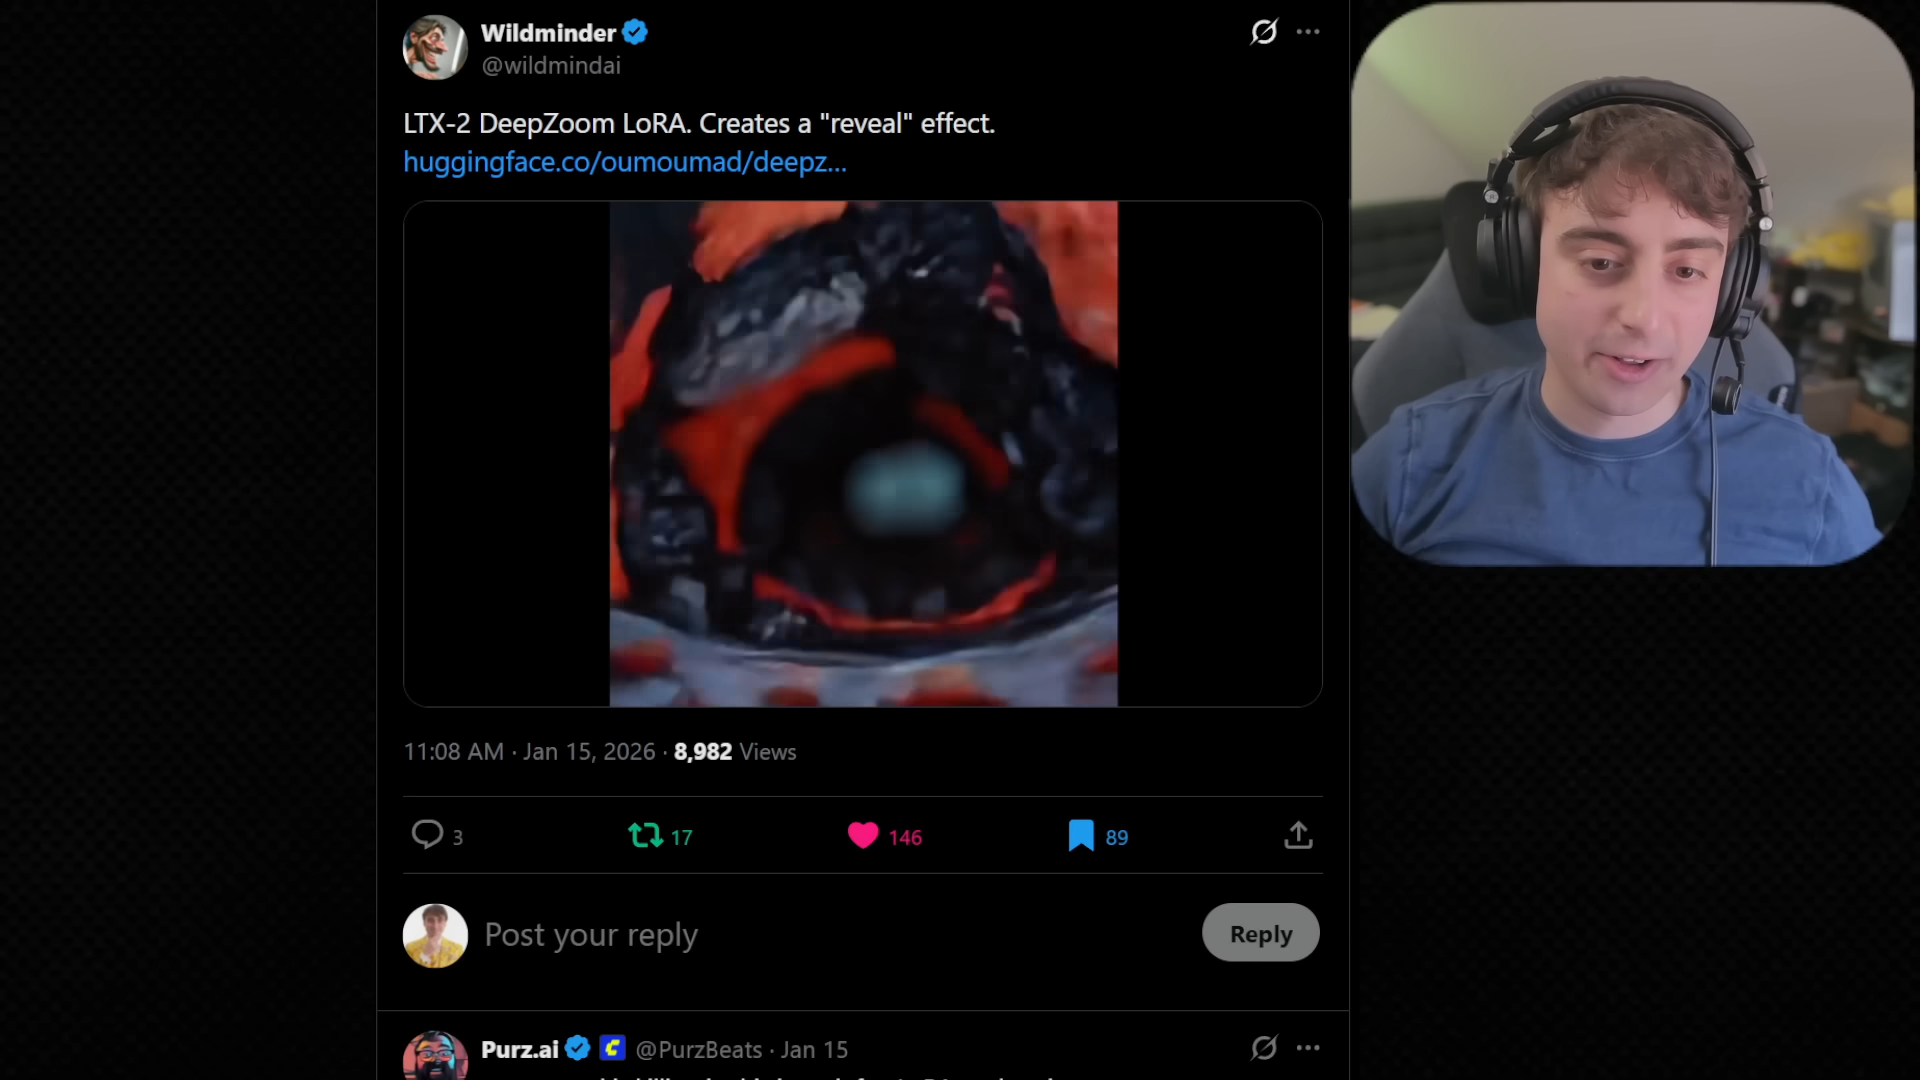 Wildminder
@wildmindai
LTX-2 DeepZoom LoRA. Creates a "reveal" effect.
huggingface.co/oumoumad/deepz...
11:08 AM · Jan 15, 2026 · 8,982 Views
3
17
146
89
Post your reply
Reply
Purz.ai @PurzBeats · Jan 15